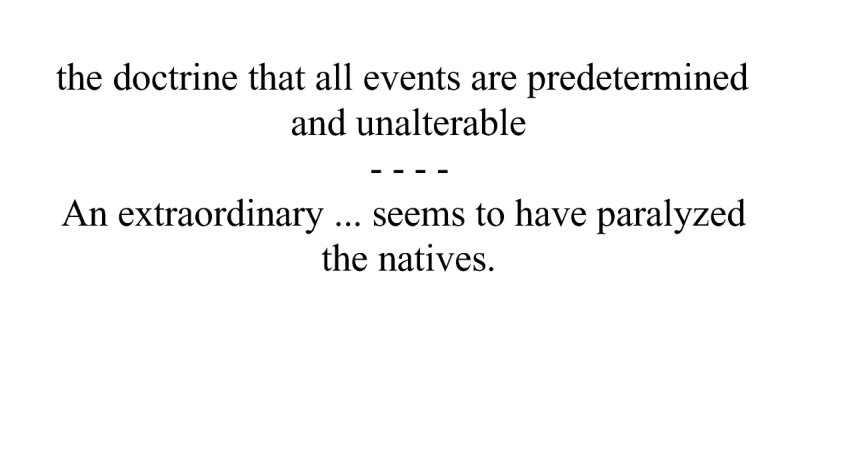 the doctrine that all events are predetermined
and unalterable
- - - -
An extraordinary ... seems to have paralyzed
the natives.